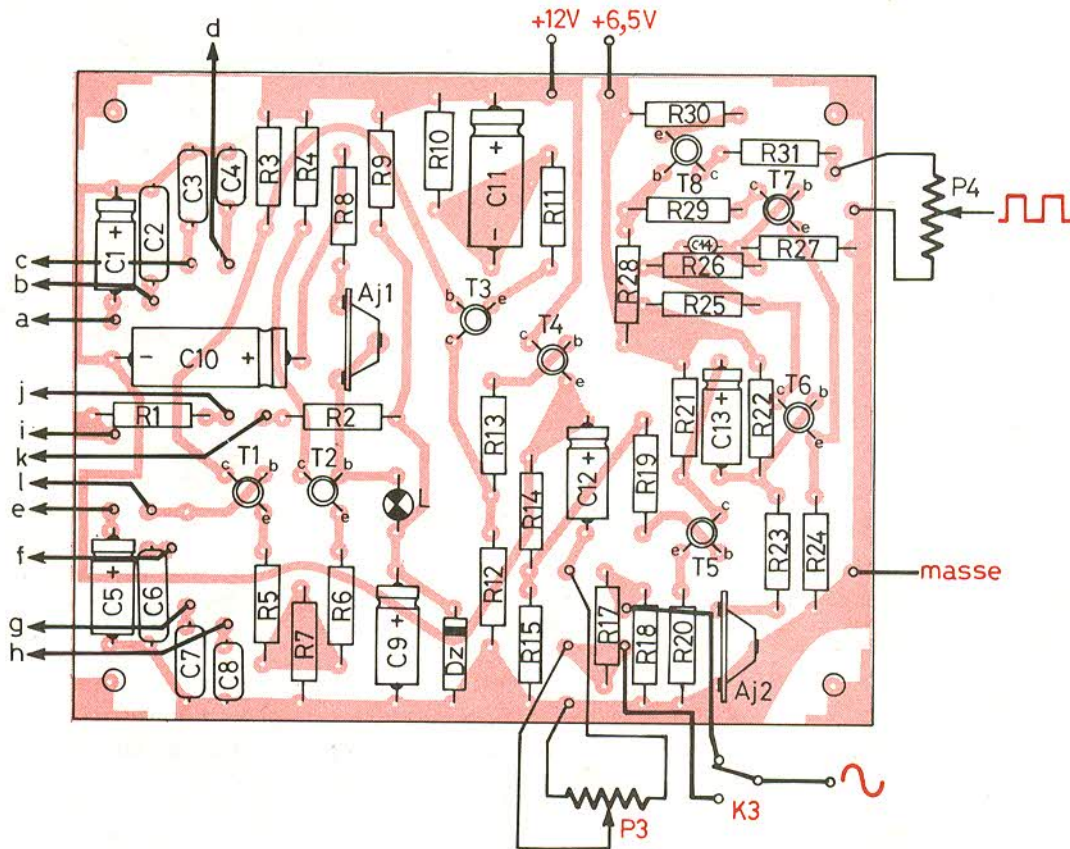 d
+12V +6,5V
R30
R31
R3
R4
R9
R10
C11
+
-
R11
e
b
c
T8
T7
c
b
e
P4
C3
C4
R8
R29
C1
+
C2
R27
C14
R26
R28
R25
c
b
a
Aj1
T3
b
e
c
T4
c
b
e
-
C10
+
R21
C13
+
R22
T6
c
b
e
j
R1
R2
i
k
R13
R19
T1
c
b
e
T2
c
b
e
L
C12
+
R14
l
e
f
T5
c
e
b
R23
R24
masse
C5
+
C6
R5
R7
R6
C9
+
Dz
R12
R15
R17
R18
R20
Aj2
g
h
C7
C8
P3
K3